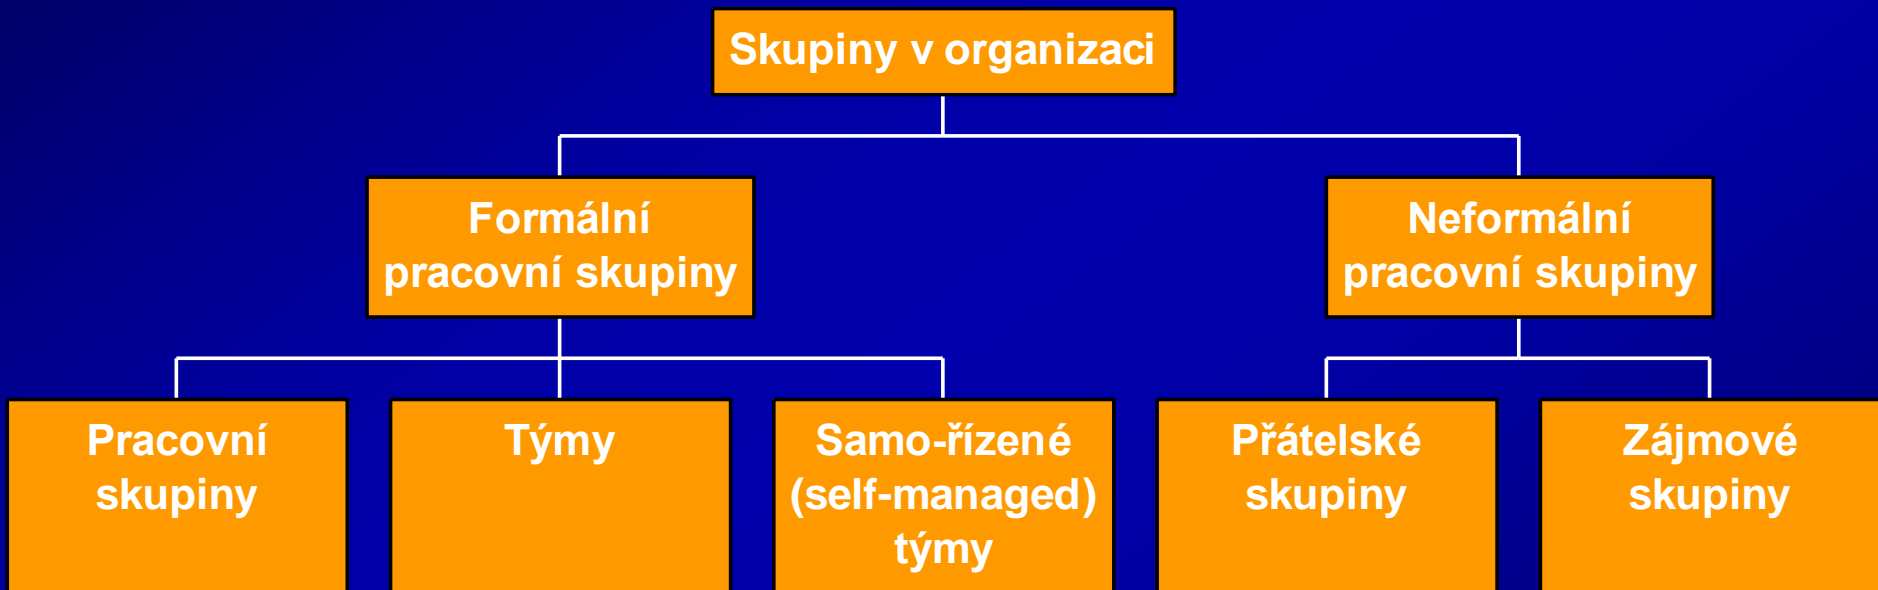 Skupiny v organizaci
Formální
pracovní skupiny
Neformální
pracovní skupiny
Pracovní
skupiny
Týmy
Samo-řízené
(self-managed)
týmy
Přátelské
skupiny
Zájmové
skupiny